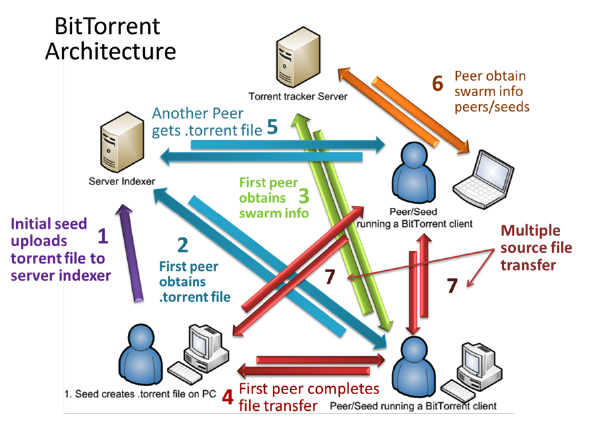 BitTorrent
Architecture
Torrent tracker Server
6
Peer obtain
swarm info
peers/seeds
Another Peer
gets .torrent file 5
Server Indexer
First peer
obtains 3
swarm info
Peer/Seed
running a BitTorrent client
Initial seed
uploads 1
torrent file to
server indexer
2
First peer
obtains
.torrent file
Multiple
source file
transfer
7
7
1. Seed creates .torrent file on PC
4 First peer completes
file transfer
Peer/Seed running a BitTorrent client